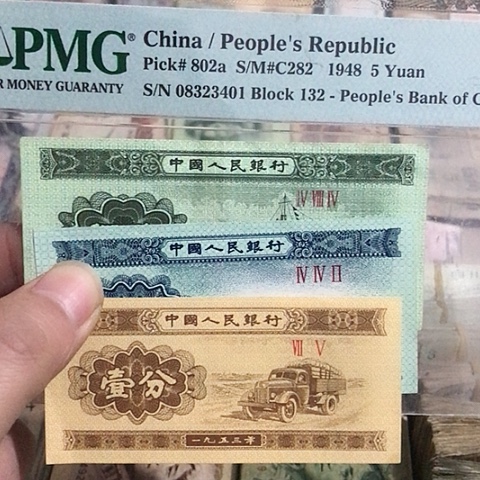 PMG®
China / People's Republic
Pick# 802a S/M#C282 1948 5 Yuan
R MONEY GUARANTY
S/N 08323401 Block 132 - People's Bank of C
中國人民銀行
IV VIII IV
中國人民銀行
IV IV II
中國人民銀行
VII V
壹分
一九五三年